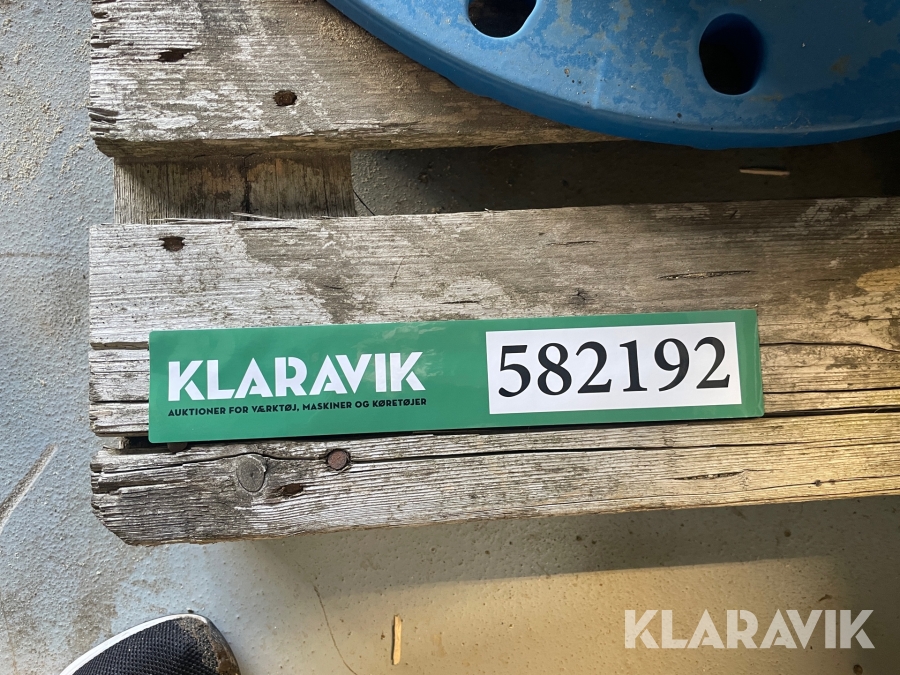 KLARAVIK
AUKTIONER FOR VÆRKTØJ, MASKINER OG KØRETØJER
582192
KLARAVIK